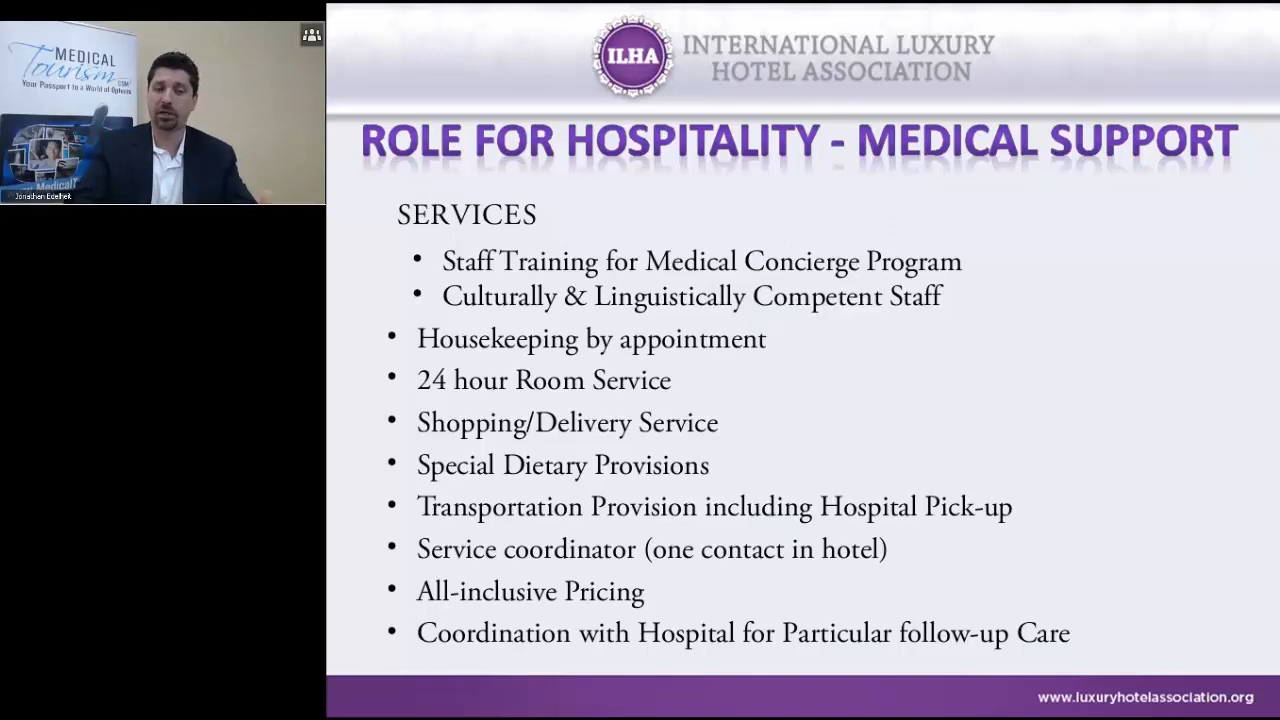 MEDICAL
Tourism.COM
Your Passport to a World of Options
Jonathan Edelheit
ILHA
INTERNATIONAL LUXURY
HOTEL ASSOCIATION
ROLE FOR HOSPITALITY - MEDICAL SUPPORT
SERVICES
• Staff Training for Medical Concierge Program
• Culturally & Linguistically Competent Staff
• Housekeeping by appointment
• 24 hour Room Service
• Shopping/Delivery Service
• Special Dietary Provisions
• Transportation Provision including Hospital Pick-up
• Service coordinator (one contact in hotel)
• All-inclusive Pricing
• Coordination with Hospital for Particular follow-up Care
www.luxuryhotelassociation.org